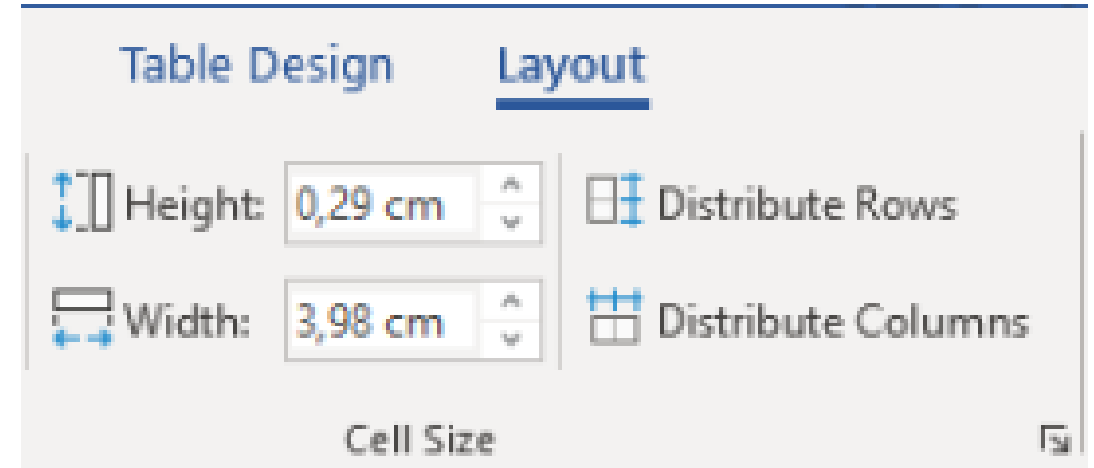 Table Design Layout
Height: 0,29 cm Distribute Rows
Width: 3,98 cm Distribute Columns
Cell Size